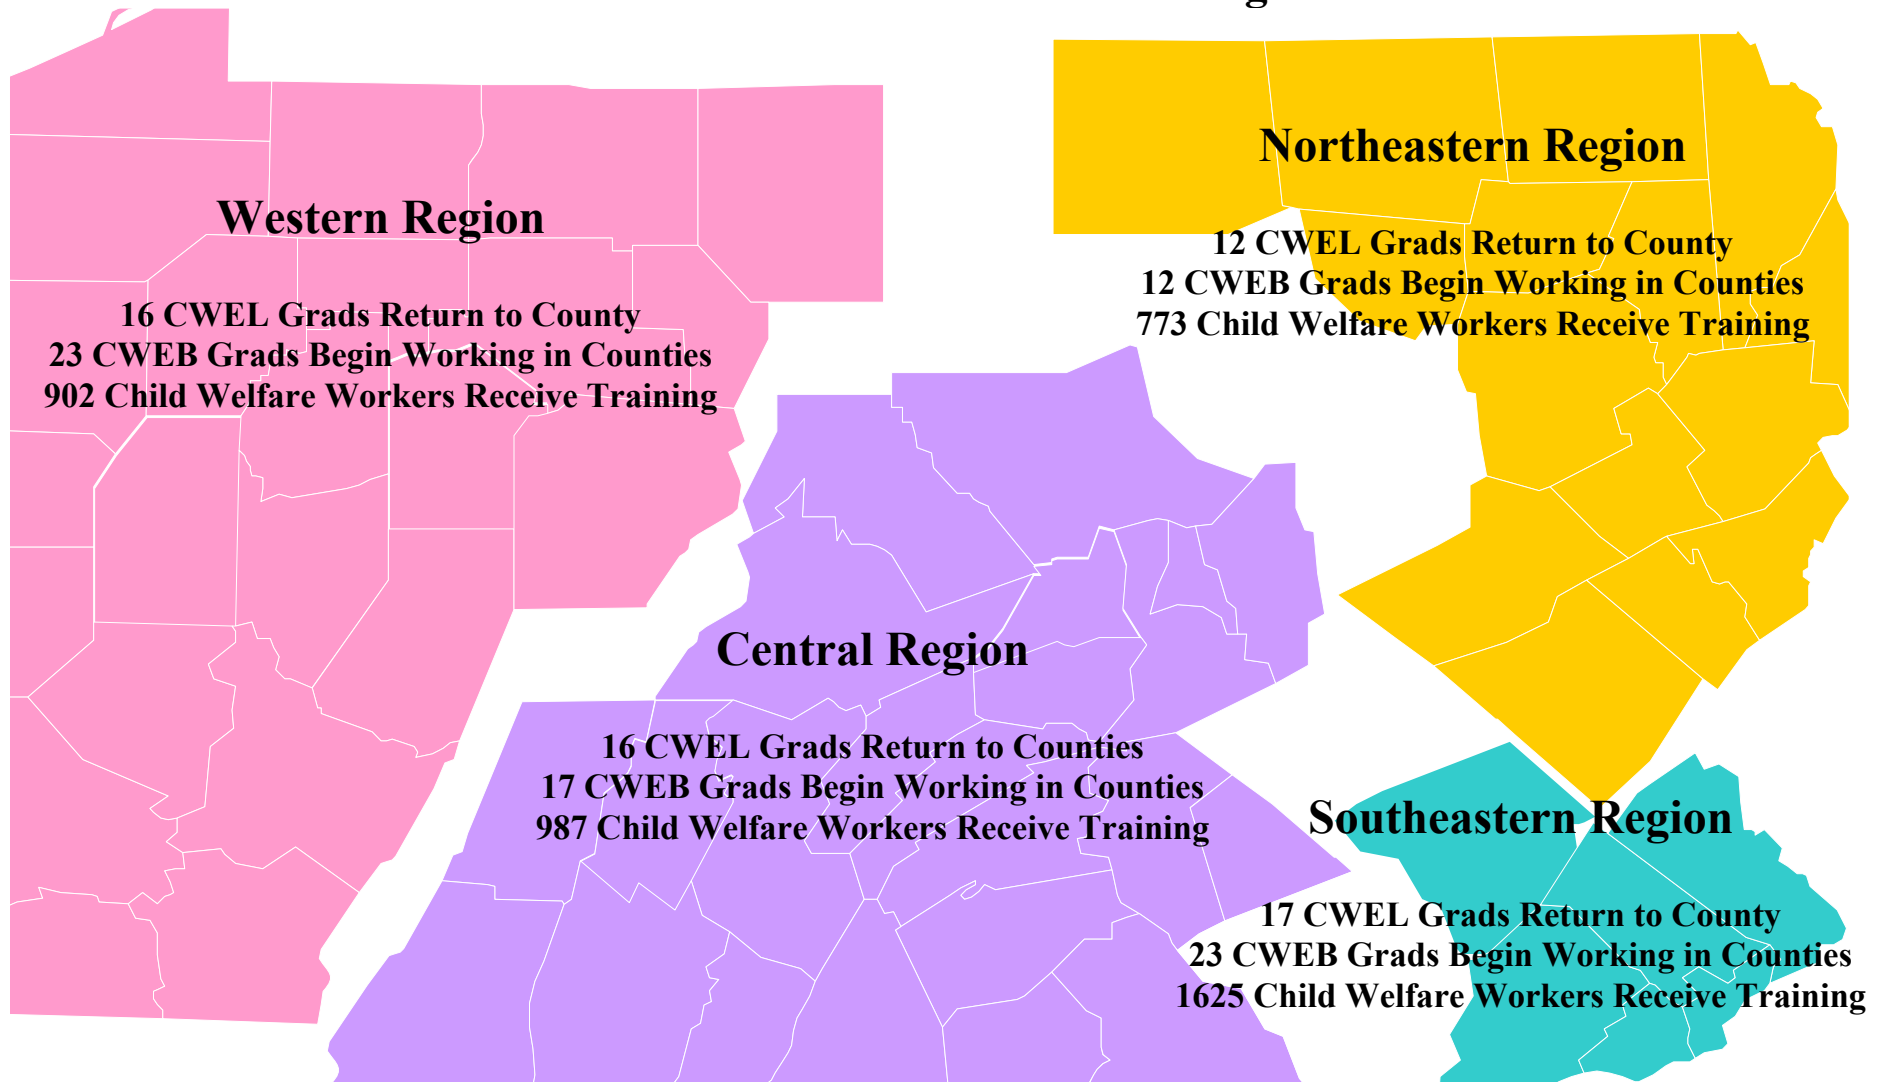 Northeastern Region
12 CWEL Grads Return to County
12 CWEB Grads Begin Working in Counties
773 Child Welfare Workers Receive Training
Western Region
16 CWEL Grads Return to County
23 CWEB Grads Begin Working in Counties
902 Child Welfare Workers Receive Training
Central Region
16 CWEL Grads Return to Counties
17 CWEB Grads Begin Working in Counties
987 Child Welfare Workers Receive Training
Southeastern Region
17 CWEL Grads Return to County
23 CWEB Grads Begin Working in Counties
1625 Child Welfare Workers Receive Training